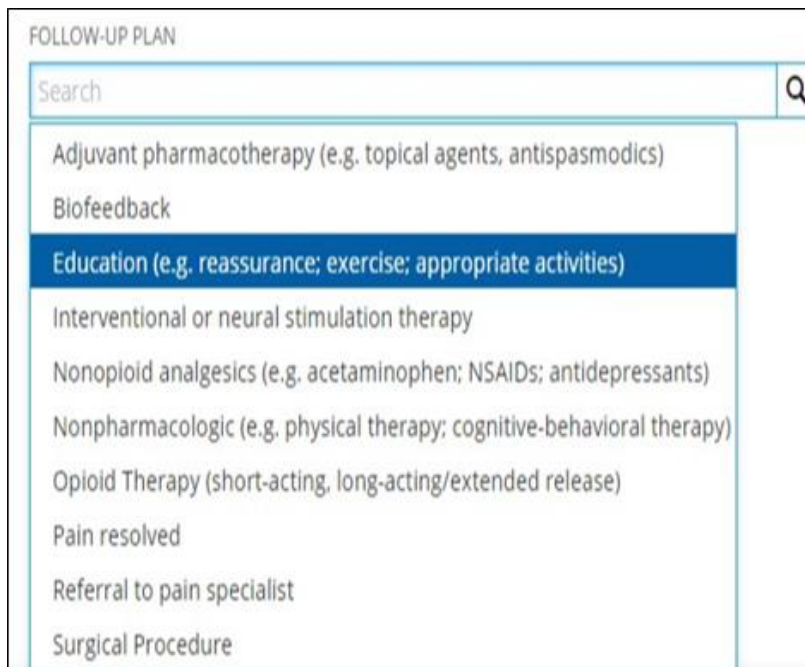 FOLLOW-UP PLAN
Search
Adjuvant pharmacotherapy (e.g. topical agents, antispasmodics)
Biofeedback
Education (e.g. reassurance; exercise; appropriate activities)
Interventional or neural stimulation therapy
Nonopioid analgesics (e.g. acetaminophen; NSAIDs; antidepressants)
Nonpharmacologic (e.g. physical therapy; cognitive-behavioral therapy)
Opioid Therapy (short-acting, long-acting/extended release)
Pain resolved
Referral to pain specialist
Surgical Procedure